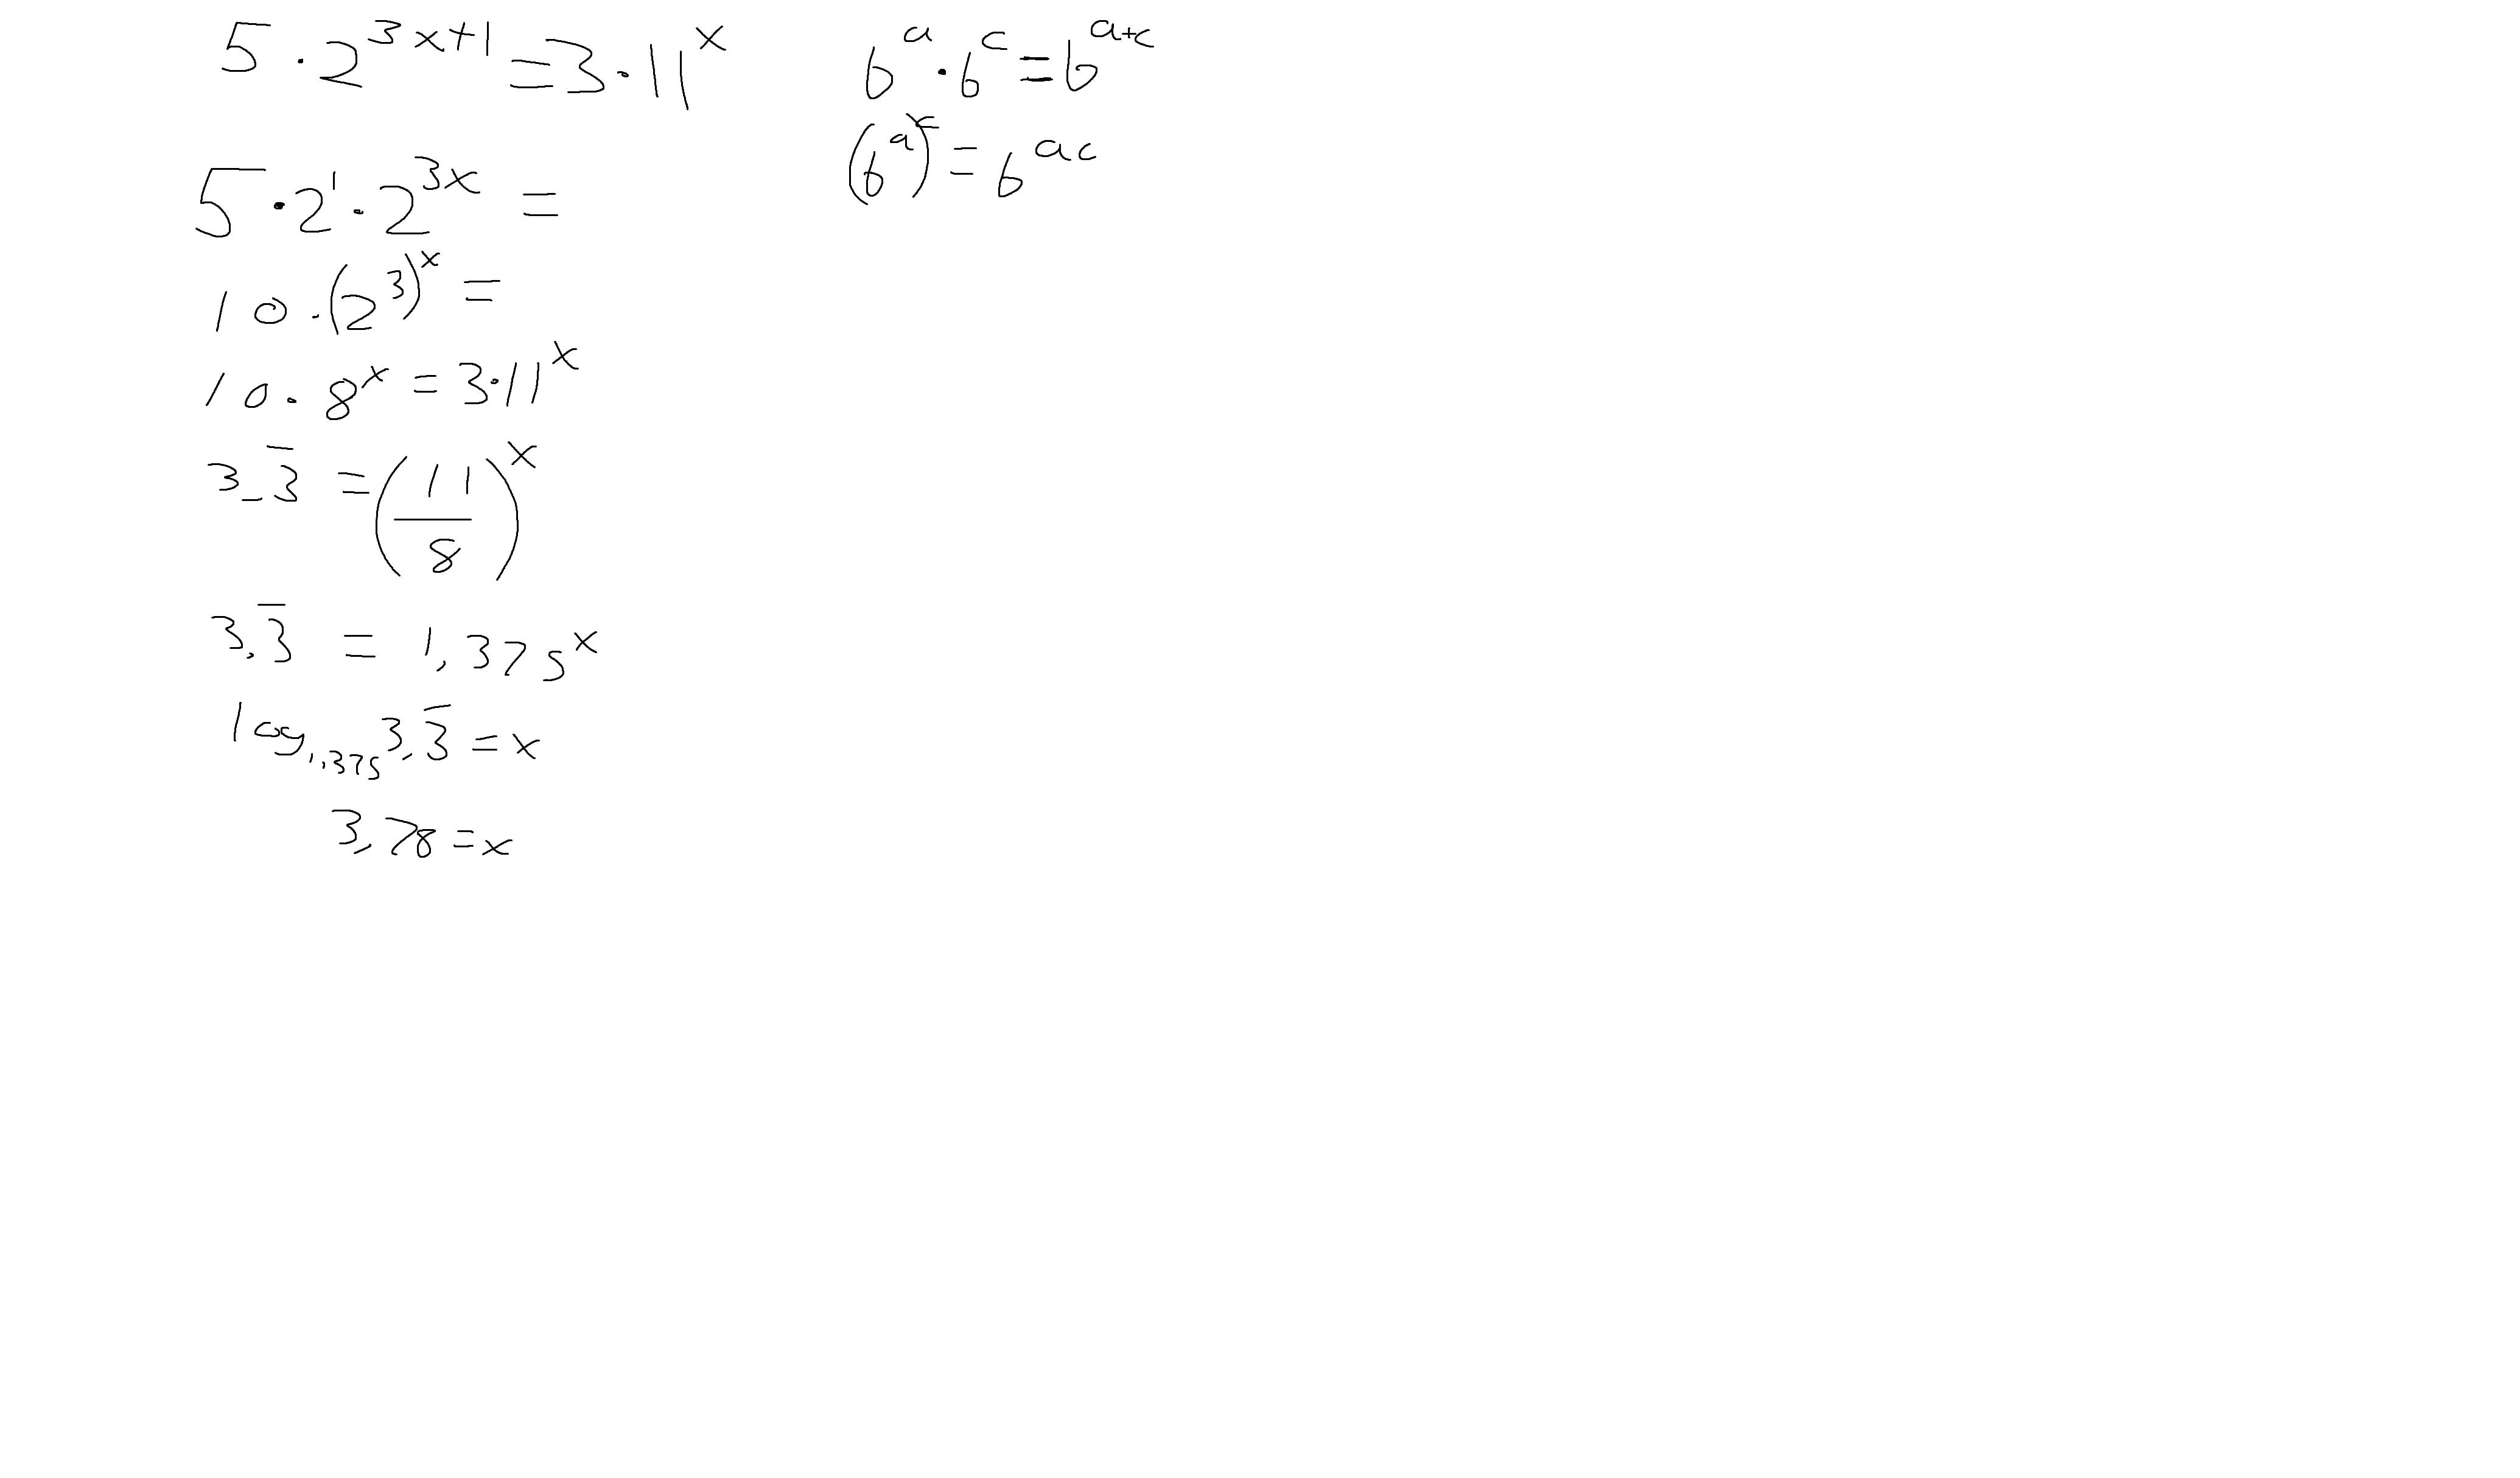 5 · 2^(3x+1) = 3 · 11^x
5 · 2^1 · 2^(3x) =
10 · (2^3)^x =
10 · 8^x = 3 · 11^x
3,3̅ = (11/8)^x
3,3̅ = 1,375^x
log_1,375 3,3̅ = x
3,78 = x
b^a · b^c = b^(a+c)
(b^a)^c = b^(ac)